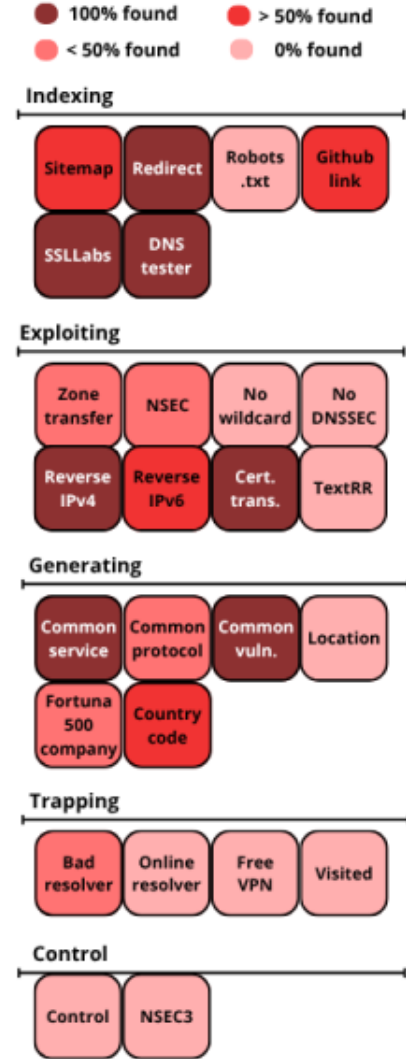 100% found
> 50% found
< 50% found
0% found
Indexing
Sitemap
Redirect
Robots
.txt
Github
link
SSLLabs
DNS
tester
Exploiting
Zone
transfer
NSEC
No
wildcard
No
DNSSEC
Reverse
IPv4
Reverse
IPv6
Cert.
trans.
TextRR
Generating
Common
service
Common
protocol
Common
vuln.
Location
Fortuna
500
company
Country
code
Trapping
Bad
resolver
Online
resolver
Free
VPN
Visited
Control
Control
NSEC3